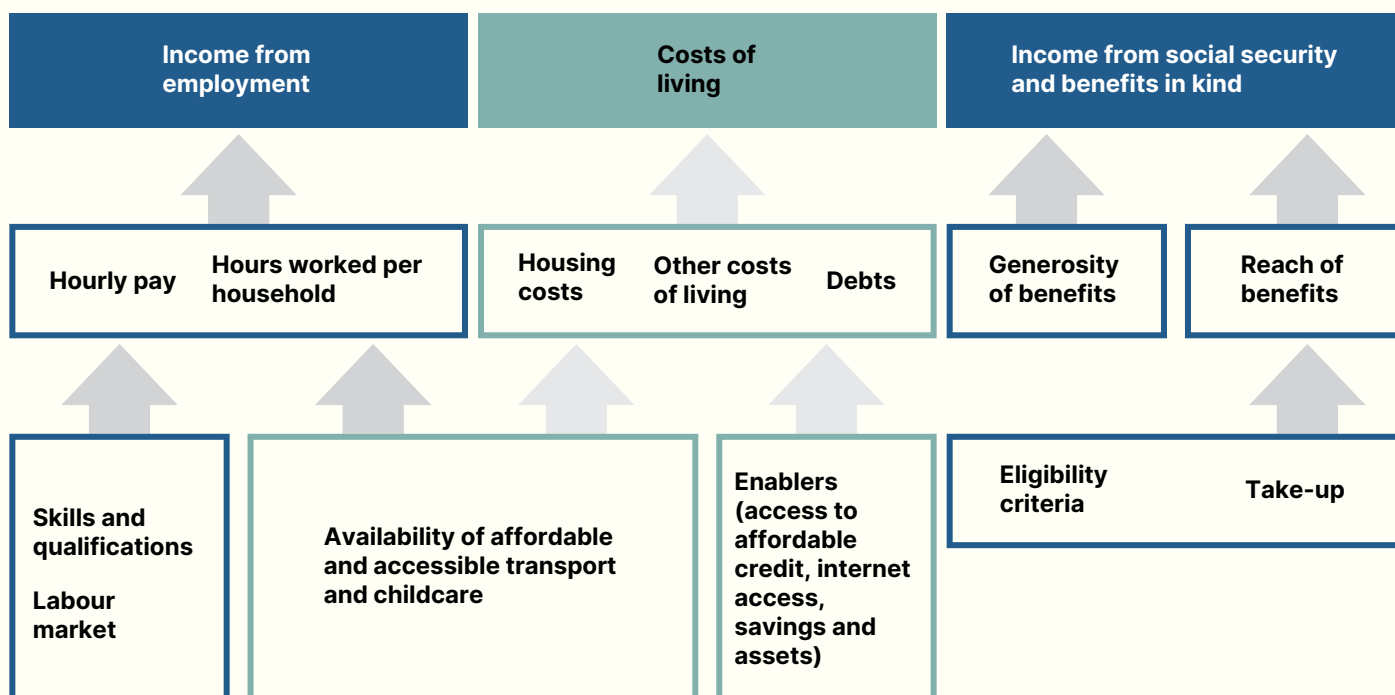 Income from
employment
Costs of
living
Income from social security
and benefits in kind
Hourly pay
Hours worked per
household
Housing
costs
Other costs
of living
Debts
Generosity
of benefits
Reach of
benefits
Skills and
qualifications
Labour
market
Availability of affordable
and accessible transport
and childcare
Enablers
(access to
affordable
credit, internet
access,
savings and
assets)
Eligibility
criteria
Take-up